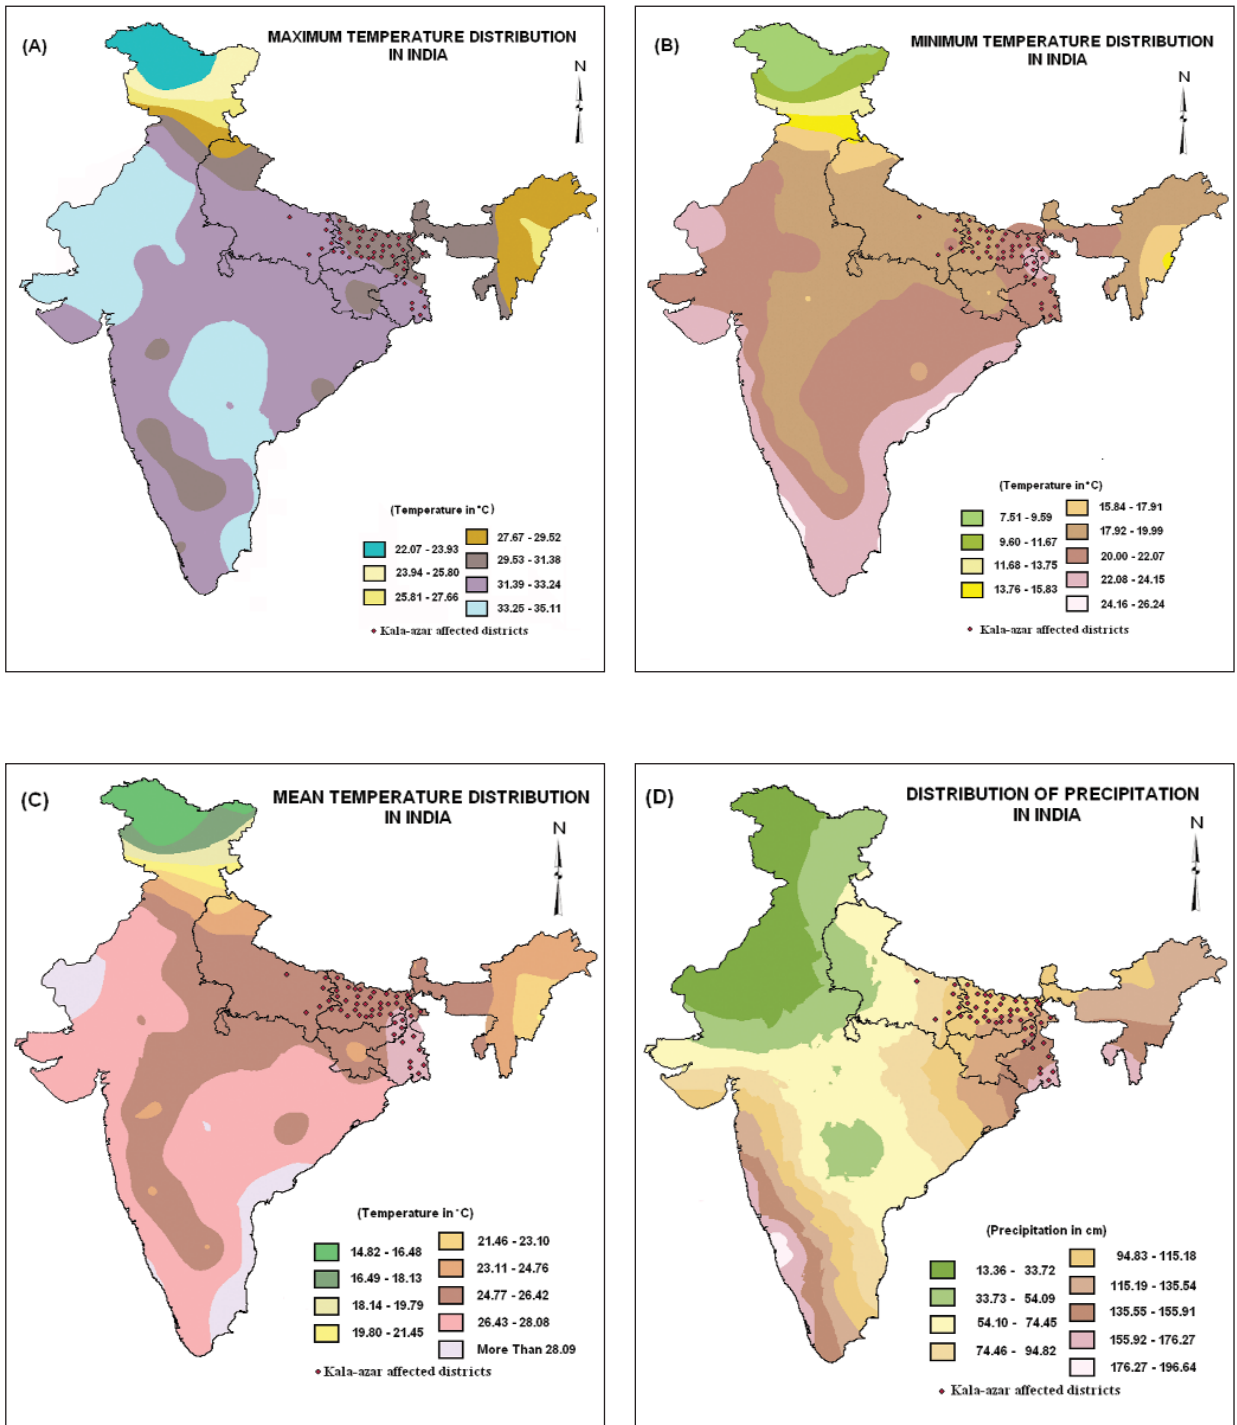 (A)
MAXIMUM TEMPERATURE DISTRIBUTION
IN INDIA
N
(Temperature in °C)
22.07 - 23.93
23.94 - 25.80
25.81 - 27.66
27.67 - 29.52
29.53 - 31.38
31.39 - 33.24
33.25 - 35.11
Kala-azar affected districts
(B)
MINIMUM TEMPERATURE DISTRIBUTION
IN INDIA
N
(Temperature in °C)
7.51 - 9.59
9.60 - 11.67
11.68 - 13.75
13.76 - 15.83
15.84 - 17.91
17.92 - 19.99
20.00 - 22.07
22.08 - 24.15
24.16 - 26.24
Kala-azar affected districts
(C)
MEAN TEMPERATURE DISTRIBUTION
IN INDIA
N
(Temperature in °C)
14.82 - 16.48
16.49 - 18.13
18.14 - 19.79
19.80 - 21.45
21.46 - 23.10
23.11 - 24.76
24.77 - 26.42
26.43 - 28.08
More Than 28.09
Kala-azar affected districts
(D)
DISTRIBUTION OF PRECIPITATION
IN INDIA
N
(Precipitation in cm)
13.36 - 33.72
33.73 - 54.09
54.10 - 74.45
74.46 - 94.82
94.83 - 115.18
115.19 - 135.54
135.55 - 155.91
155.92 - 176.27
176.27 - 196.64
Kala-azar affected districts